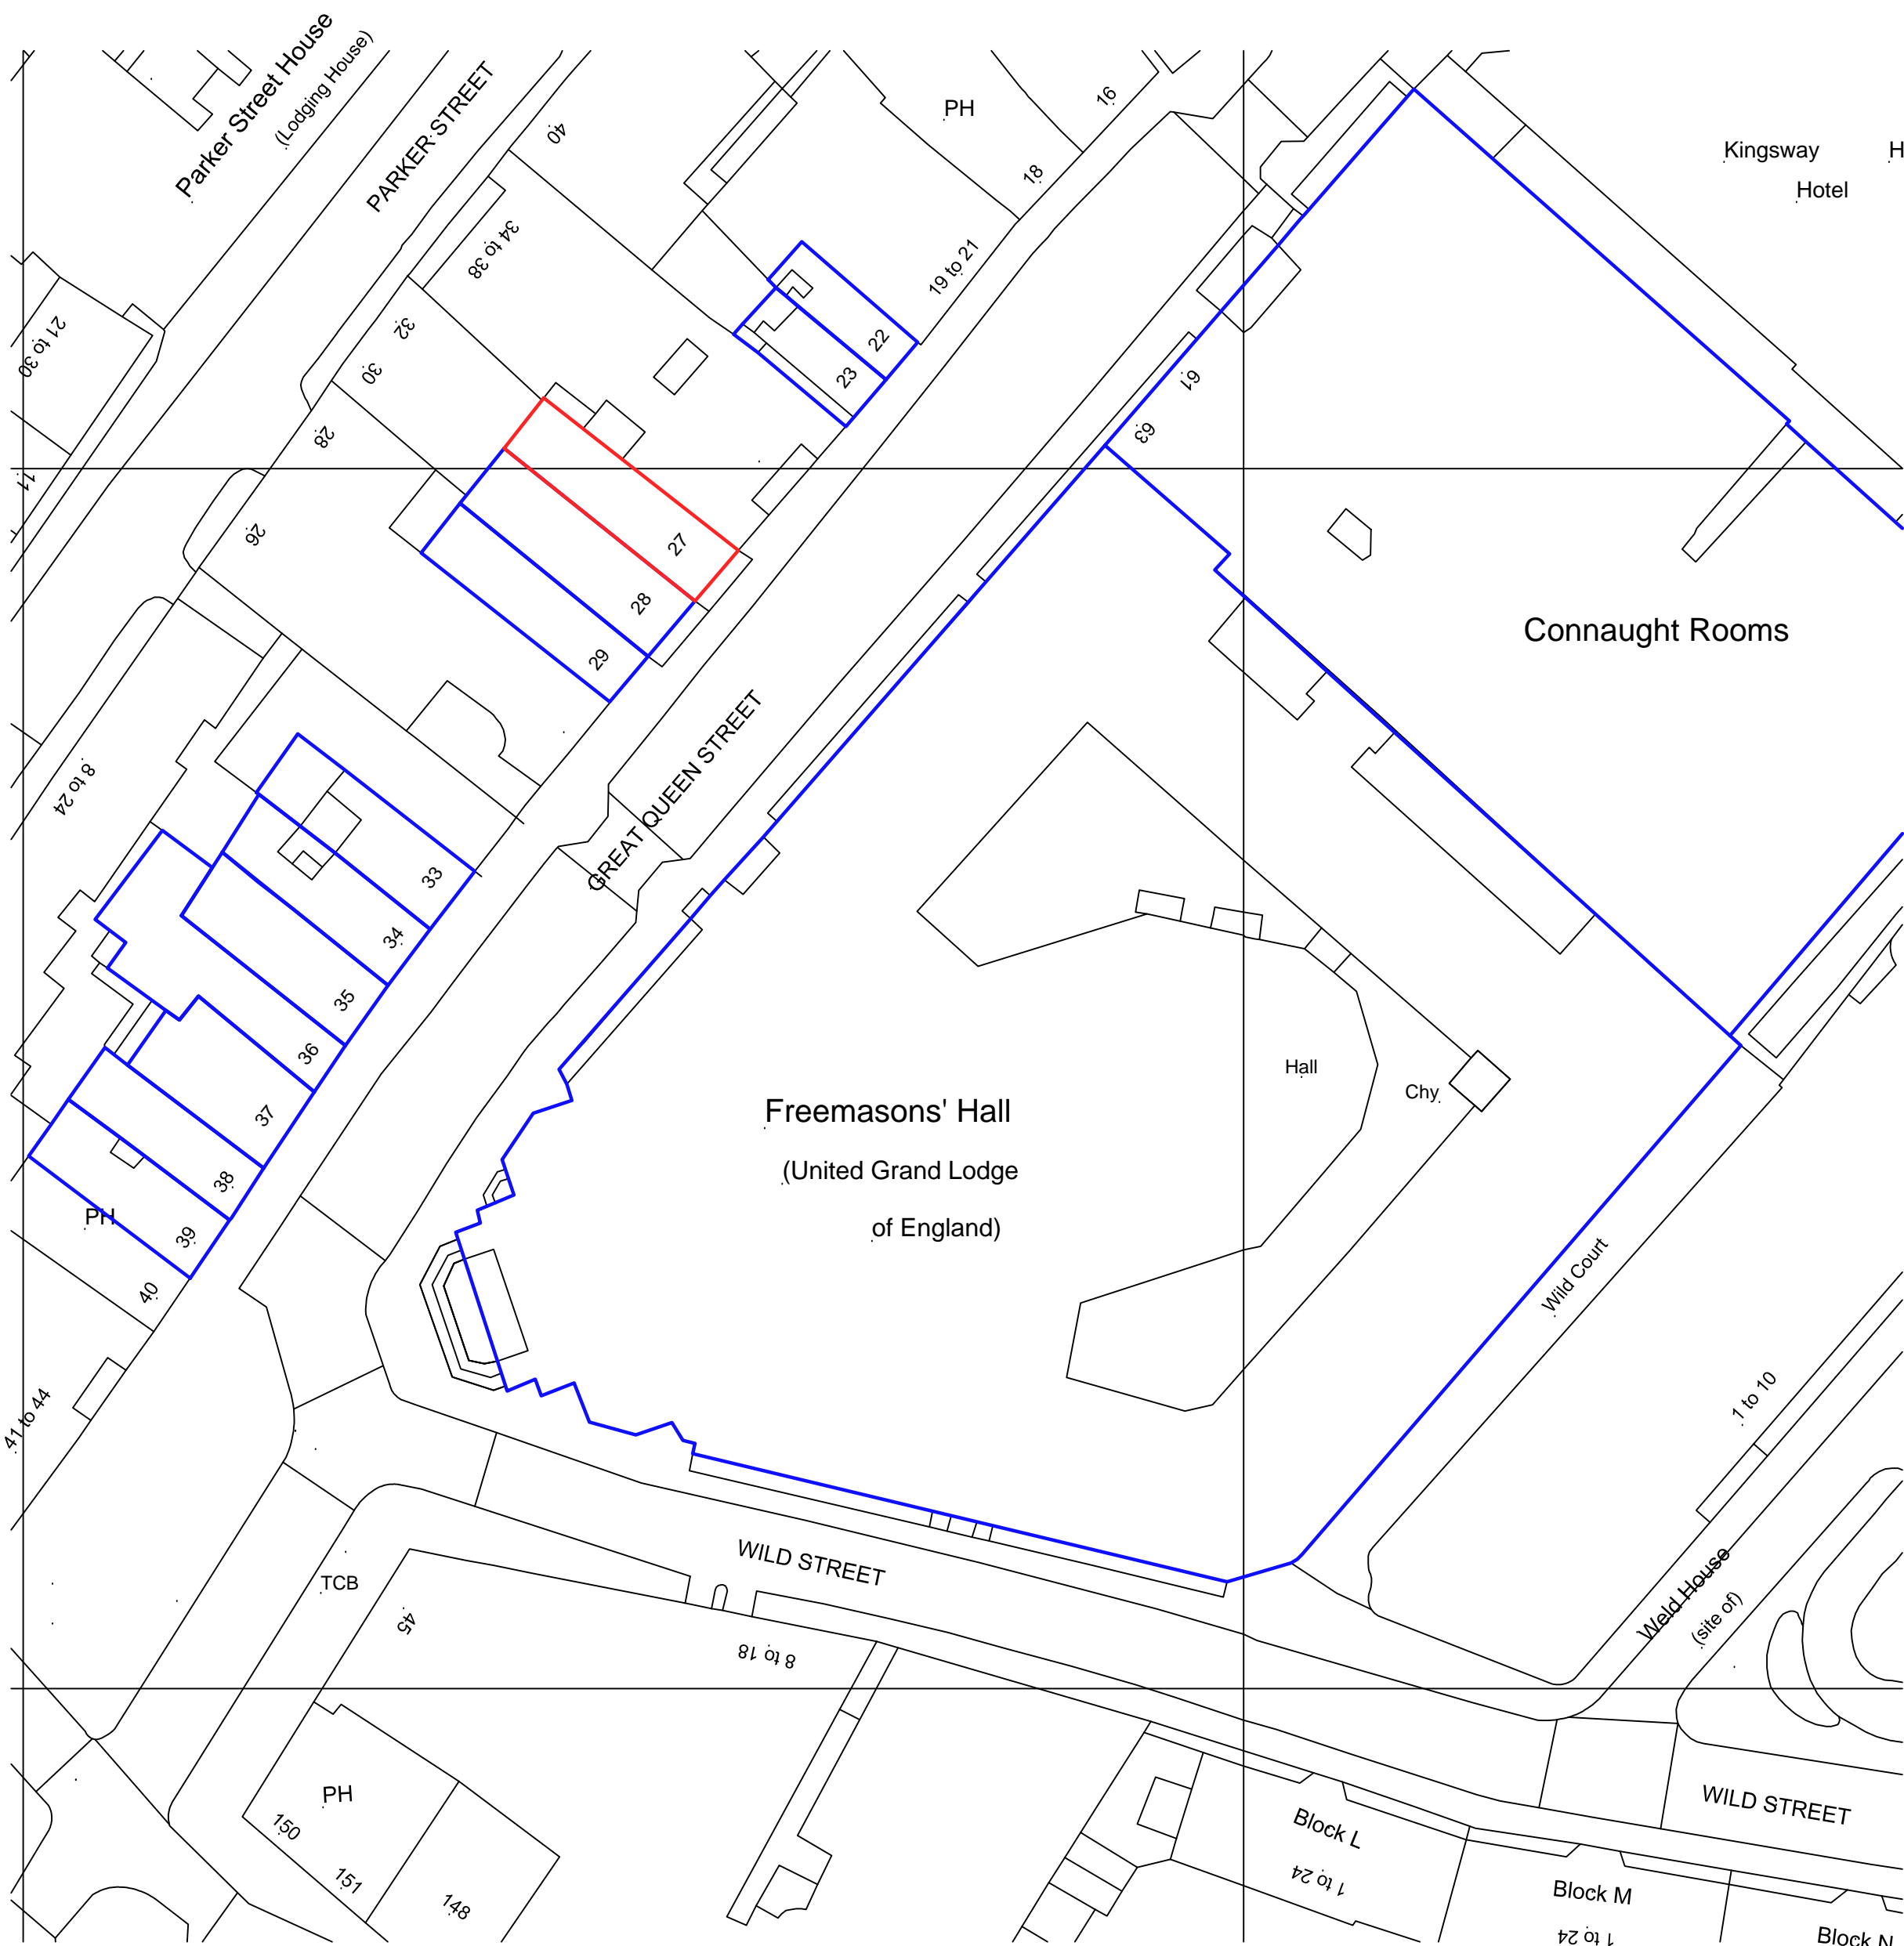 Parker Street House
(Lodging House)
PARKER STREET
40
PH
16
18
Kingsway
H
Hotel
34 to 38
19 to 21
21 to 30
32
30
22
23
61
63
28
11
26
27
28
29
Connaught Rooms
8 to 24
GREAT QUEEN STREET
33
34
35
36
37
38
39
PH
40
41 to 44
Hall
Chy
Freemasons' Hall
(United Grand Lodge
of England)
Wild Court
1 to 10
Weld House
(site of)
WILD STREET
TCB
45
8 to 18
PH
150
151
148
Block L
1 to 24
WILD STREET
Block M
1 to 24
Block N